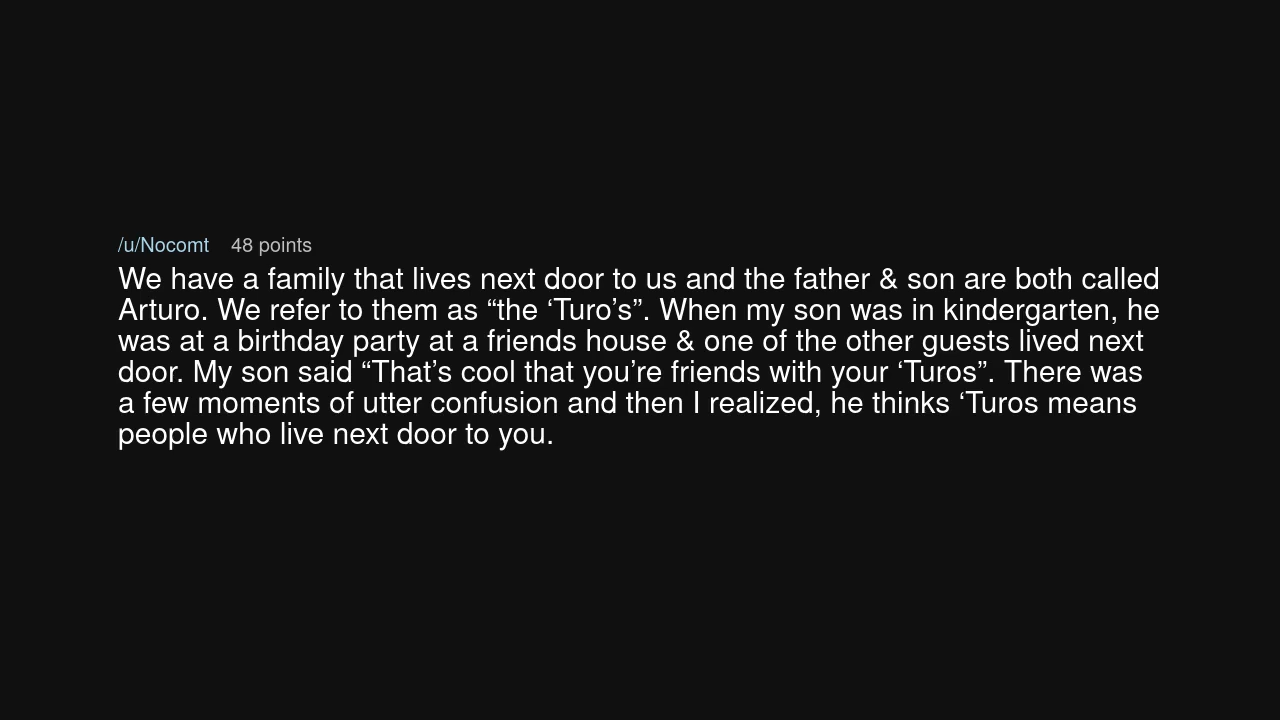 /u/Nocomt 48 points
We have a family that lives next door to us and the father & son are both called
Arturo. We refer to them as “the ‘Turo’s”. When my son was in kindergarten, he
was at a birthday party at a friends house & one of the other guests lived next
door. My son said “That’s cool that you’re friends with your ‘Turos”. There was
a few moments of utter confusion and then I realized, he thinks ‘Turos means
people who live next door to you.